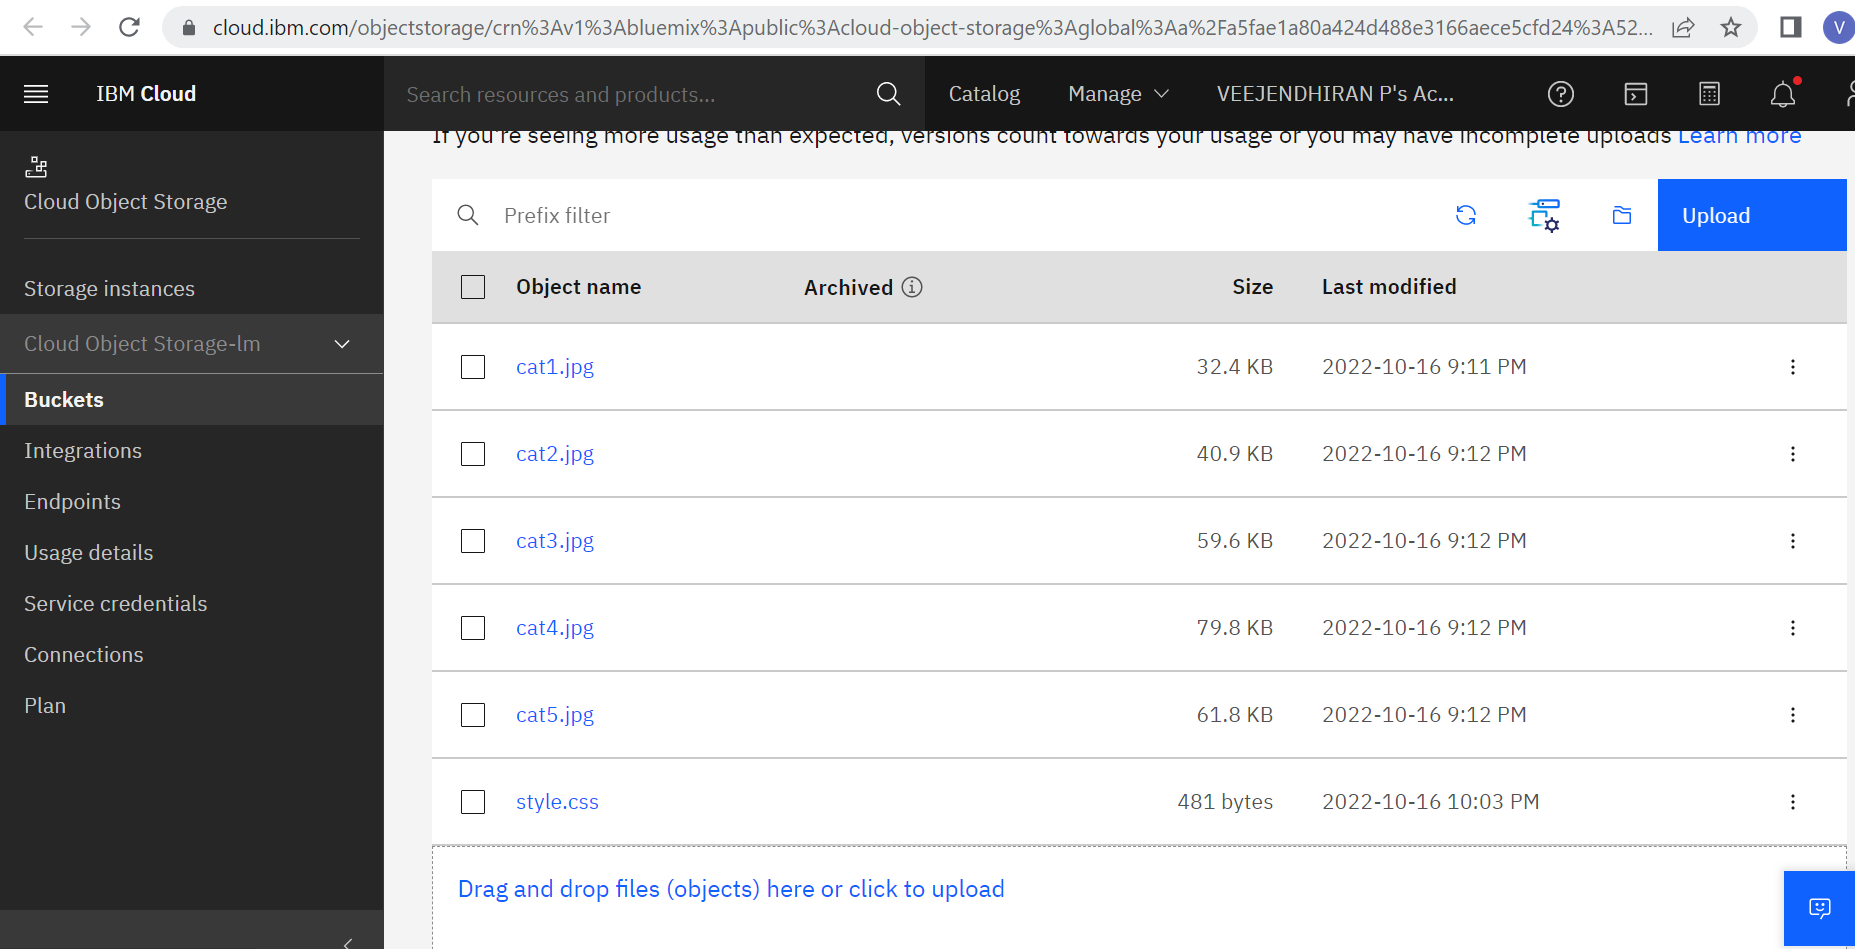 cloud.ibm.com/objectstorage/crn%3Av1%3Abluemix%3Apublic%3Acloud-object-storage%3Aglobal%3Aa%2Fa5fae1a80a424d488e3166aece5cfd24%3A52...
V
IBM Cloud
Search resources and products...
Catalog
Manage
VEEJENDHIRAN P's Ac...
If you're seeing more usage than expected, versions count towards your usage or you may have incomplete uploads Learn more
Cloud Object Storage
Storage instances
Cloud Object Storage-lm
Buckets
Integrations
Endpoints
Usage details
Service credentials
Connections
Plan
Prefix filter
Upload
Object name Archived Size Last modified
cat1.jpg 32.4 KB 2022-10-16 9:11 PM
cat2.jpg 40.9 KB 2022-10-16 9:12 PM
cat3.jpg 59.6 KB 2022-10-16 9:12 PM
cat4.jpg 79.8 KB 2022-10-16 9:12 PM
cat5.jpg 61.8 KB 2022-10-16 9:12 PM
style.css 481 bytes 2022-10-16 10:03 PM
Drag and drop files (objects) here or click to upload